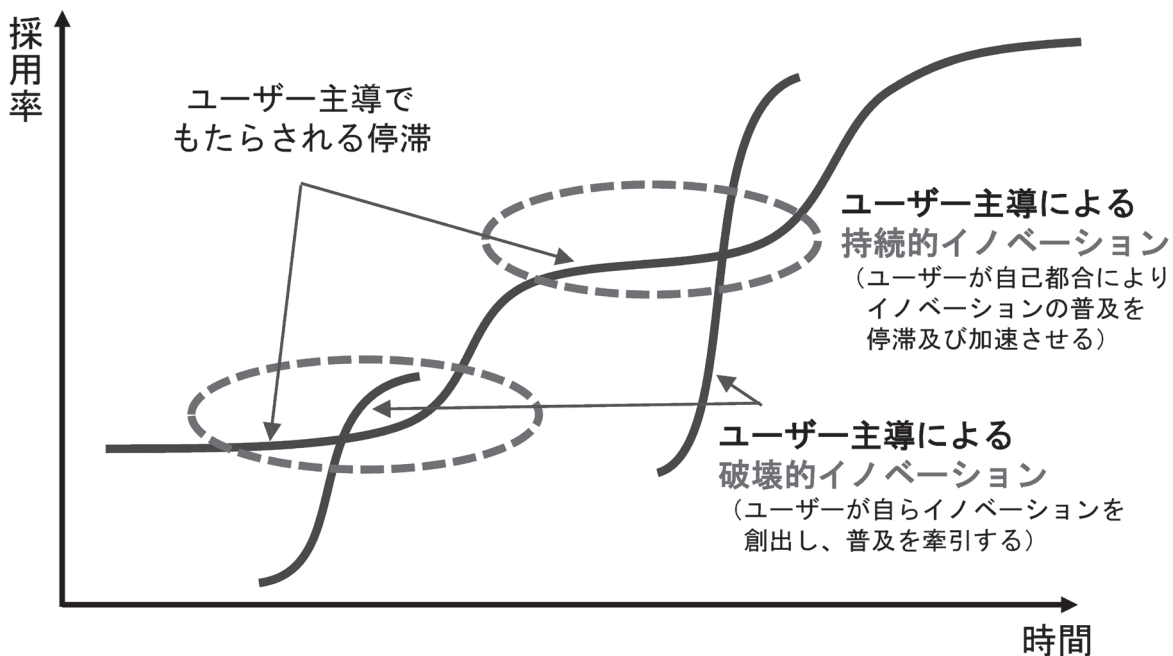 採用率
ユーザー主導で
もたらされる停滞
ユーザー主導による
持続的イノベーション
（ユーザーが自己都合により
イノベーションの普及を
停滞及び加速させる）
ユーザー主導による
破壊的イノベーション
（ユーザーが自らイノベーションを
創出し、普及を牽引する）
時間